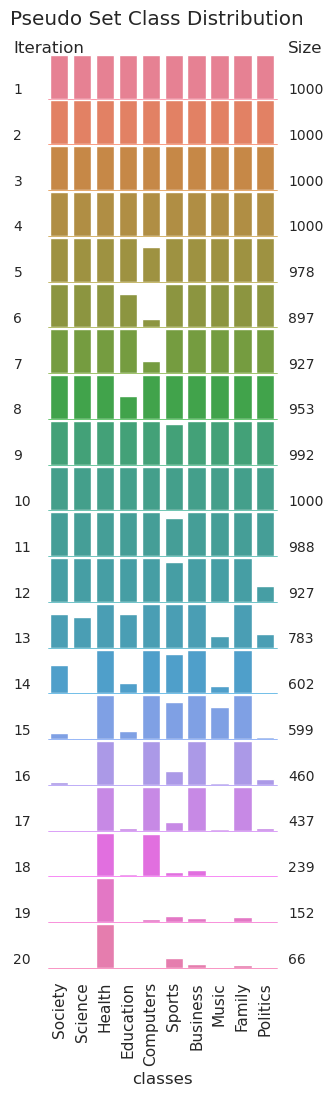 Pseudo Set Class Distribution
Iteration Size
1 1000
2 1000
3 1000
4 1000
5 978
6 897
7 927
8 953
9 992
10 1000
11 988
12 927
13 783
14 602
15 599
16 460
17 437
18 239
19 152
20 66
Society
Science
Health
Education
Computers
Sports
Business
Music
Family
Politics
classes